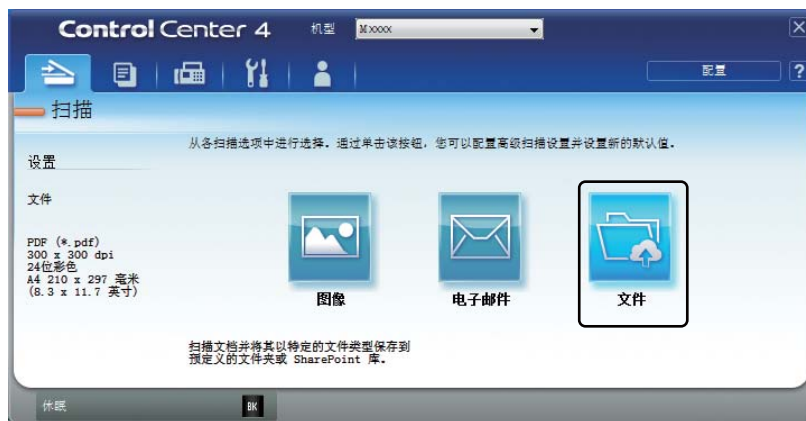 Control Center 4 机型 Mxxxx
配置 ?
扫描
从各扫描选项中进行选择。通过单击该按钮，您可以配置高级扫描设置并设置新的默认值。
设置
文件
PDF (*.pdf)
300 x 300 dpi
24位彩色
A4 210 x 297 毫米
(8.3 x 11.7 英寸)
图像 电子邮件 文件
扫描文档并将其以特定的文件类型保存到
预定义的文件夹或 SharePoint 库。
休眠 BK